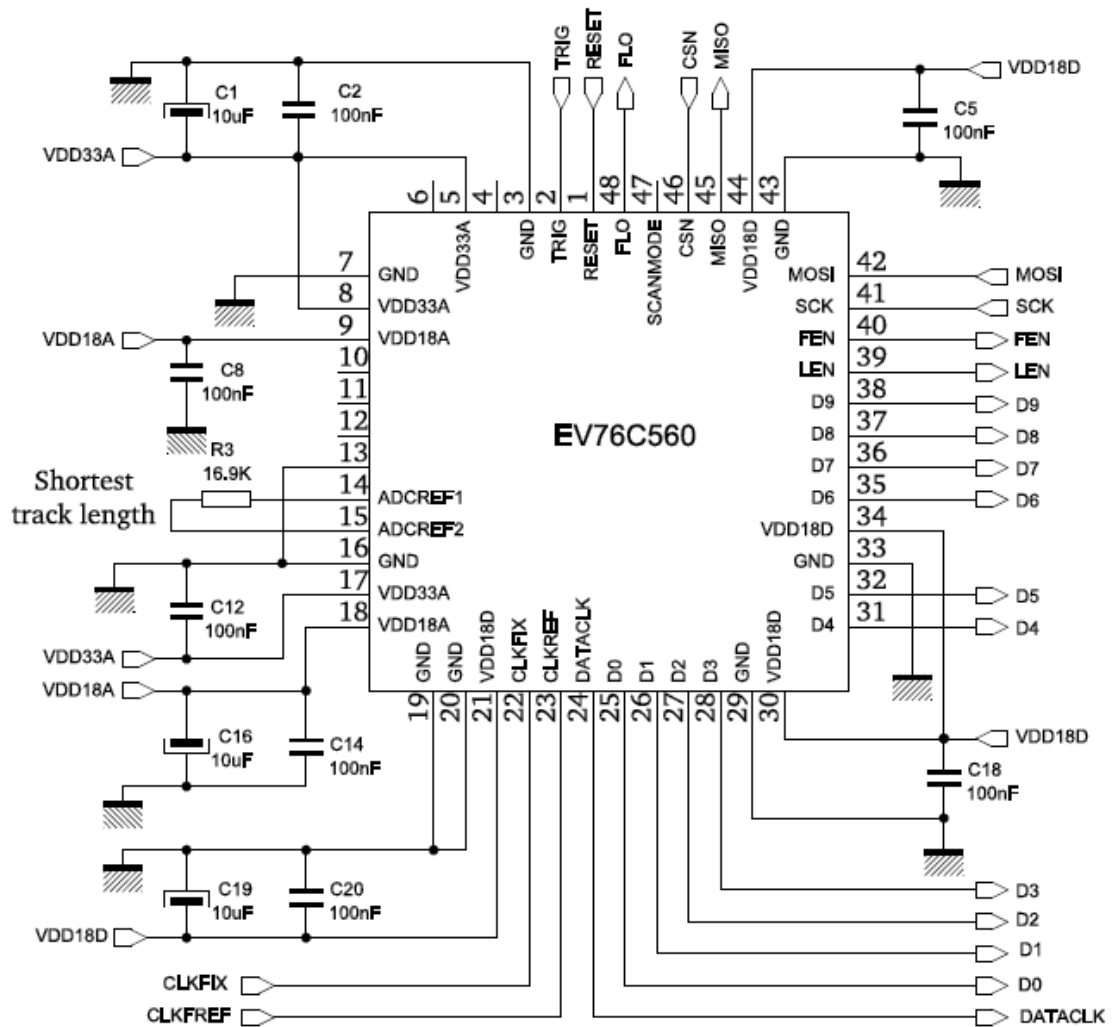 TRIG
RESET
FLO
CSN
MISO
VDD18D
C1
10uF
C2
100nF
C5
100nF
VDD33A
6
5
4
3
2
1
48
47
46
45
44
43
VDD33A
GND
TRIG
RESET
FLO
SCANMODE
CSN
MISO
VDD18D
GND
7
GND
8
VDD33A
9
VDD18A
10
11
12
13
14
ADCREF1
15
ADCREF2
16
GND
17
VDD33A
18
VDD18A
VDD18A
C8
100nF
R3
16.9K
Shortest
track length
C12
100nF
VDD33A
VDD18A
C16
10uF
C14
100nF
EV76C560
MOSI
42
MOSI
SCK
41
SCK
FEN
40
FEN
LEN
39
LEN
D9
38
D9
D8
37
D8
D7
36
D7
D6
35
D6
VDD18D
34
GND
33
D5
32
D5
D4
31
D4
GND
GND
VDD18D
CLKFIX
CLKREF
DATACLK
D0
D1
D2
D3
GND
VDD18D
19
20
21
22
23
24
25
26
27
28
29
30
VDD18D
C18
100nF
C19
10uF
C20
100nF
VDD18D
D3
D2
D1
CLKFIX
D0
CLKFREF
DATACLK